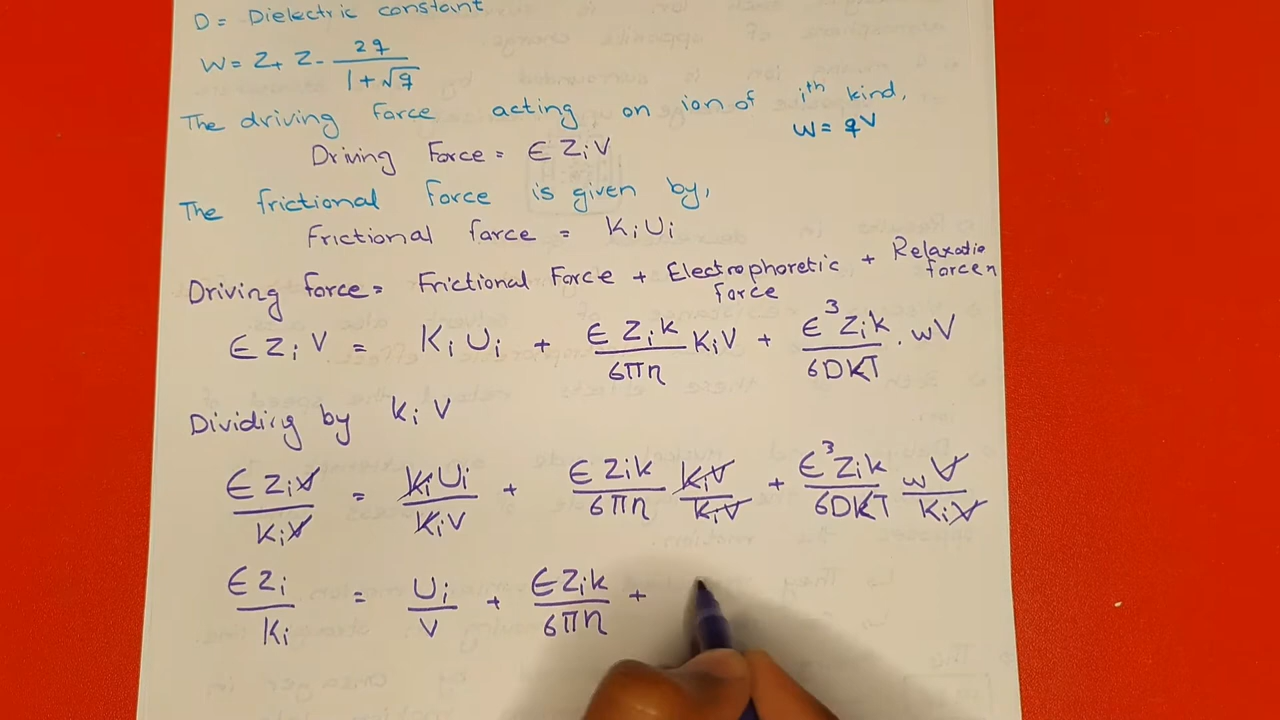 D = Dielectric constant
W = Z+ Z- 2q / 1+√q
The driving force acting on ion of ith kind,
W = qV
Driving Force = ϵ Zi V
The frictional force is given by,
Frictional farce = Ki Ui
Driving force = Frictional Force + Electrophoretic force + Relaxation force
ϵ Zi V = Ki Ui + ϵ Zi k / 6πη Ki V + ϵ³ Zi k / 6DKT . wV
Dividing by Ki V
ϵ Zi V / Ki V = Ki Ui / Ki V + ϵ Zi k / 6πη Ki V / Ki V + ϵ³ Zi k / 6DKT wV / Ki V
ϵ Zi / Ki = Ui / V + ϵ Zi k / 6πη +